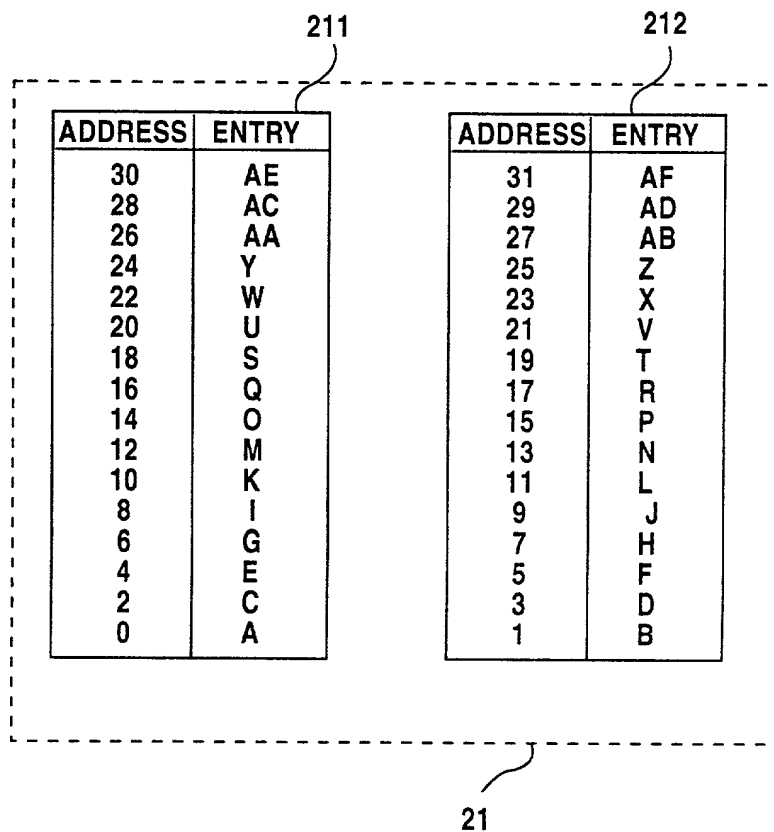 211 212
ADDRESS ENTRY ADDRESS ENTRY
30 AE 31 AF
28 AC 29 AD
26 AA 27 AB
24 Y 25 Z
22 W 23 X
20 U 21 V
18 S 19 T
16 Q 17 R
14 O 15 P
12 M 13 N
10 K 11 L
8 I 9 J
6 G 7 H
4 E 5 F
2 C 3 D
0 A 1 B
21